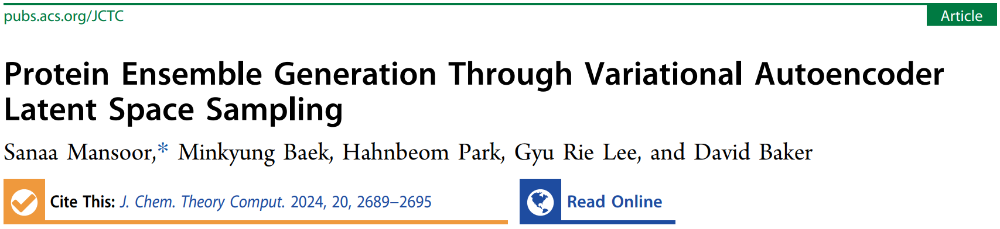 pubs.acs.org/JCTC
Article
Protein Ensemble Generation Through Variational Autoencoder
Latent Space Sampling
Sanaa Mansoor,* Minkyung Baek, Hahnbeom Park, Gyu Rie Lee, and David Baker
Cite This: J. Chem. Theory Comput. 2024, 20, 2689−2695
Read Online